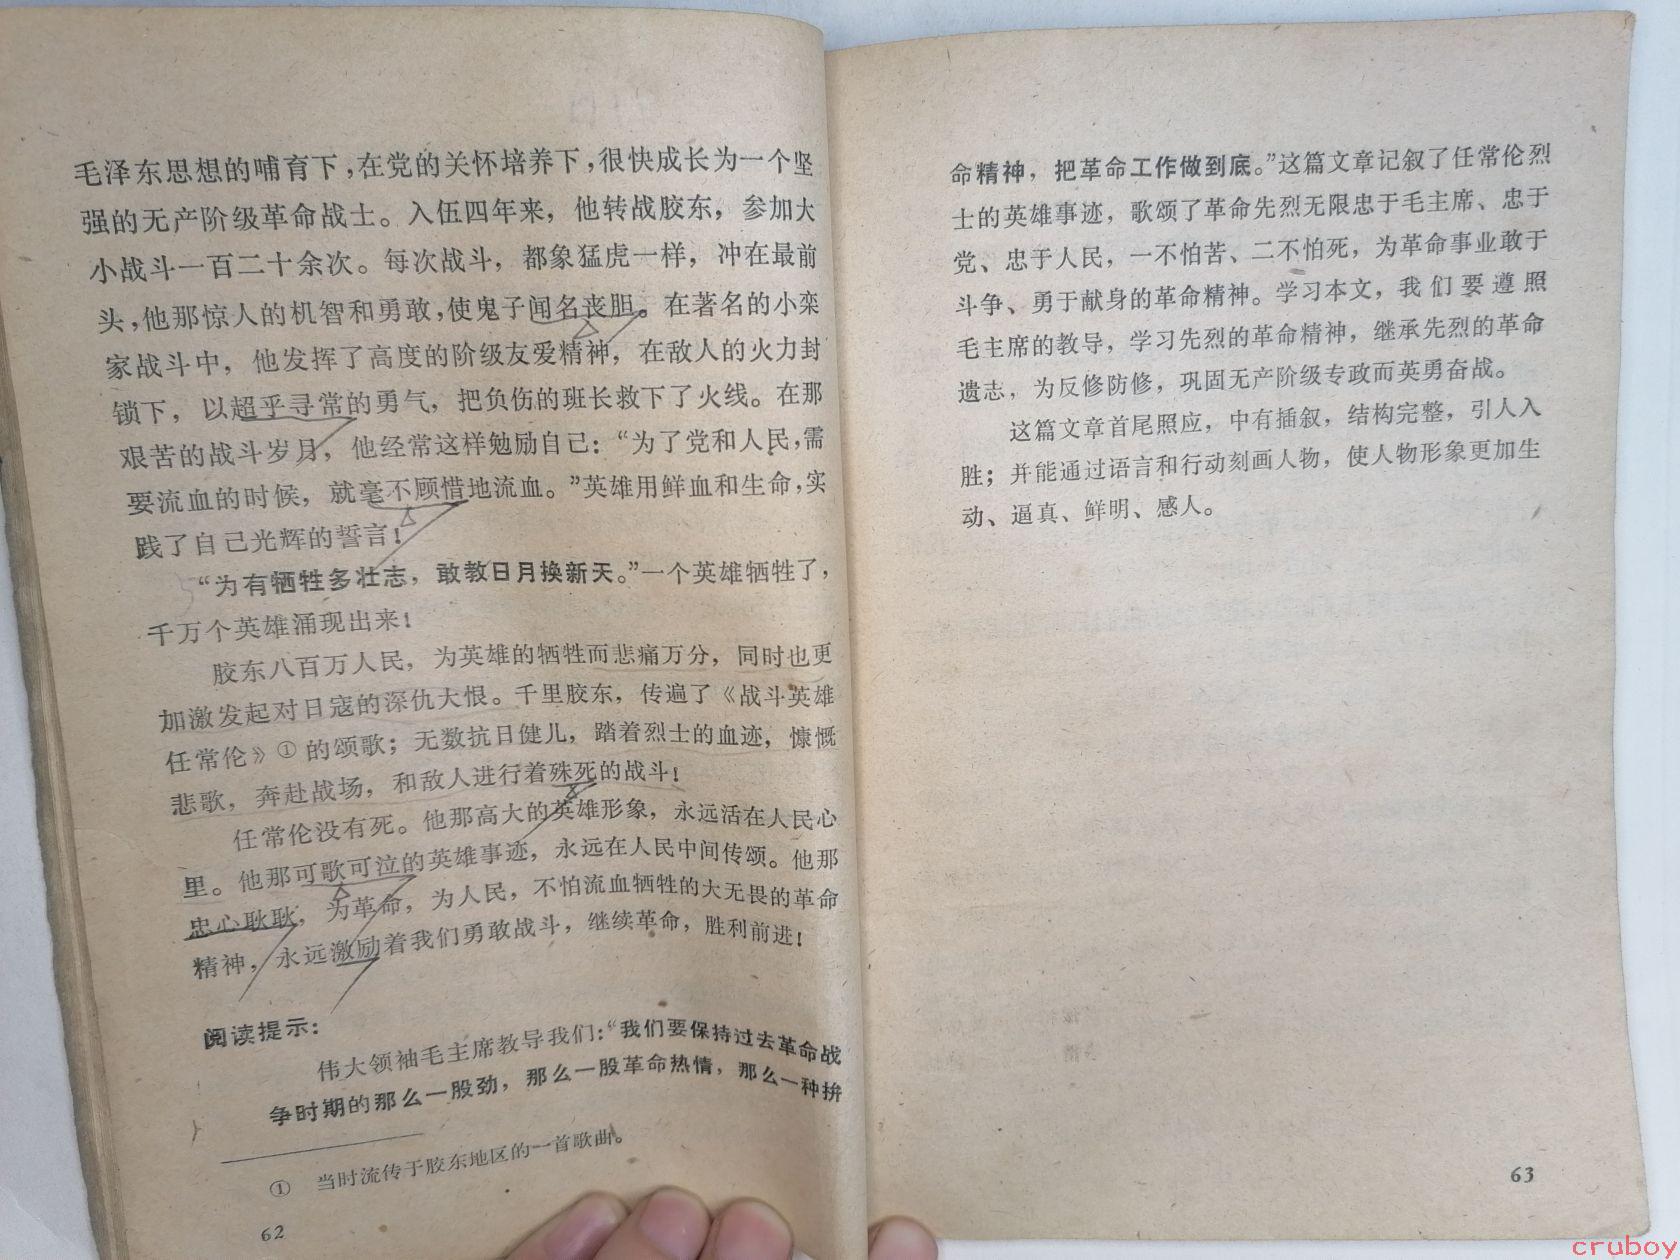 毛泽东思想的哺育下,在党的关怀培养下,很快成长为一个坚
强的无产阶级革命战士。入伍四年来，他转战胶东，参加大
小战斗一百二十余次。每次战斗，都象猛虎一样，冲在最前
头,他那惊人的机智和勇敢,使鬼子闻名丧胆。在著名的小栾
家战斗中，他发挥了高度的阶级友爱精神，在敌人的火力封
锁下，以超乎寻常的勇气，把负伤的班长救下了火线。在那
艰苦的战斗岁月，他经常这样勉励自己：“为了党和人民,需
要流血的时候，就毫不顾惜地流血。”英雄用鲜血和生命,实
践了自己光辉的誓言！
“为有牺牲多壮志，敢教日月换新天。”一个英雄牺牲了，
千万个英雄涌现出来！
胶东八百万人民，为英雄的牺牲而悲痛万分，同时也更
加激发起对日寇的深仇大恨。千里胶东，传遍了《战斗英雄
任常伦》①的颂歌；无数抗日健儿，踏着烈士的血迹，慷慨
悲歌，奔赴战场，和敌人进行着殊死的战斗！
任常伦没有死。他那高大的英雄形象，永远活在人民心
里。他那可歌可泣的英雄事迹，永远在人民中间传颂。他那
忠心耿耿，为革命，为人民，不怕流血牺牲的大无畏的革命
精神，永远激励着我们勇敢战斗，继续革命，胜利前进！
阅读提示：
伟大领袖毛主席教导我们：“我们要保持过去革命战
争时期的那么一股劲，那么一股革命热情，那么一种拚
① 当时流传于胶东地区的一首歌曲。
62
命精神，把革命工作做到底。”这篇文章记叙了任常伦烈
士的英雄事迹，歌颂了革命先烈无限忠于毛主席、忠于
党、忠于人民，一不怕苦、二不怕死，为革命事业敢于
斗争、勇于献身的革命精神。学习本文，我们要遵照
毛主席的教导，学习先烈的革命精神，继承先烈的革命
遗志，为反修防修，巩固无产阶级专政而英勇奋战。
这篇文章首尾照应，中有插叙，结构完整，引人入
胜；并能通过语言和行动刻画人物，使人物形象更加生
动、逼真、鲜明、感人。
63
cruboy